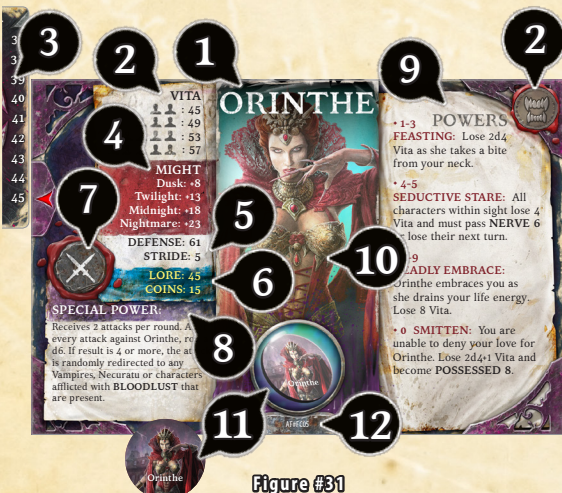 3
2
1
9
2
39
40
41
42
43
44
45
VITA
: 45
: 49
: 53
: 57
4
MIGHT
Dusk: +8
Twilight: +13
Midnight: +18
Nightmare: +23
7
DEFENSE: 61
STRIDE: 5
5
LORE: 45
COINS: 15
6
SPECIAL POWER:
Receives 2 attacks per round.
every attack against Orinthe,
d6. If result is 4 or more, the
is randomly redirected to any
Vampires, Necuratu or characters
afflicted with BLOODLUST that
are present.
8
ORINTHE
10
Orinthe
11
AFFEC05
12
Orinthe
POWERS
• 1-3
FEASTING: Lose 2d4
Vita as she takes a bite
from your neck.
• 4-5
SEDUCTIVE STARE: All
characters within sight lose 4
Vita and must pass NERVE 6
lose their next turn.
-9
EMBRACE:
Orinthe embraces you as
she drains your life energy.
Lose 8 Vita.
• 0 SMITTEN: You are
unable to deny your love for
Orinthe. Lose 2d4+1 Vita and
become POSSESSED 8.
Figure #31